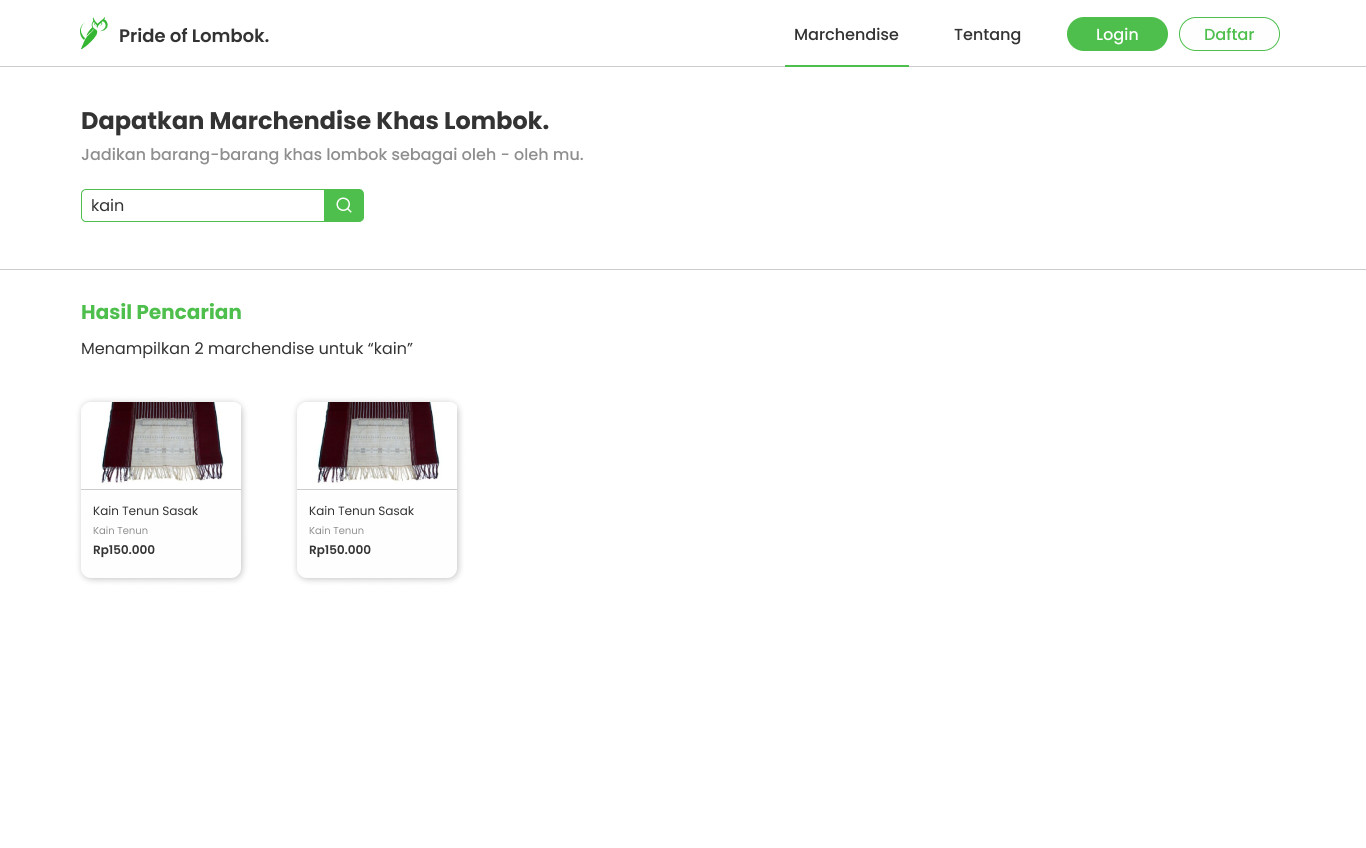 Pride of Lombok.
Marchendise
Tentang
Login
Daftar
Dapatkan Marchendise Khas Lombok.
Jadikan barang-barang khas lombok sebagai oleh - oleh mu.
kain
Hasil Pencarian
Menampilkan 2 marchendise untuk “kain”
Kain Tenun Sasak
Kain Tenun
Rp150.000
Kain Tenun Sasak
Kain Tenun
Rp150.000